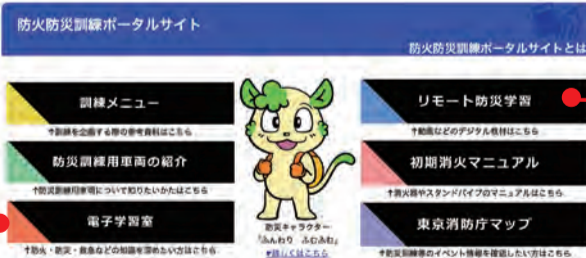 防火防災訓練ポータルサイト
防火防災訓練ポータルサイトとは
訓練メニュー
↑訓練を企画する際の参考資料はこちら
防災訓練用車両の紹介
↑防災訓練用車両について知りたいかたはこちら
電子学習室
↑防火・防災・救急などの知識を深めたい方はこちら
防災キャラクター
「ふんわり ふむふむ」
▼詳しくはこちら
リモート防災学習
↑動画などのデジタル教材はこちら
初期消火マニュアル
↑消火器やスタンドパイプのマニュアルはこちら
東京消防庁マップ
↑防災訓練等のイベント情報を確認したい方はこちら